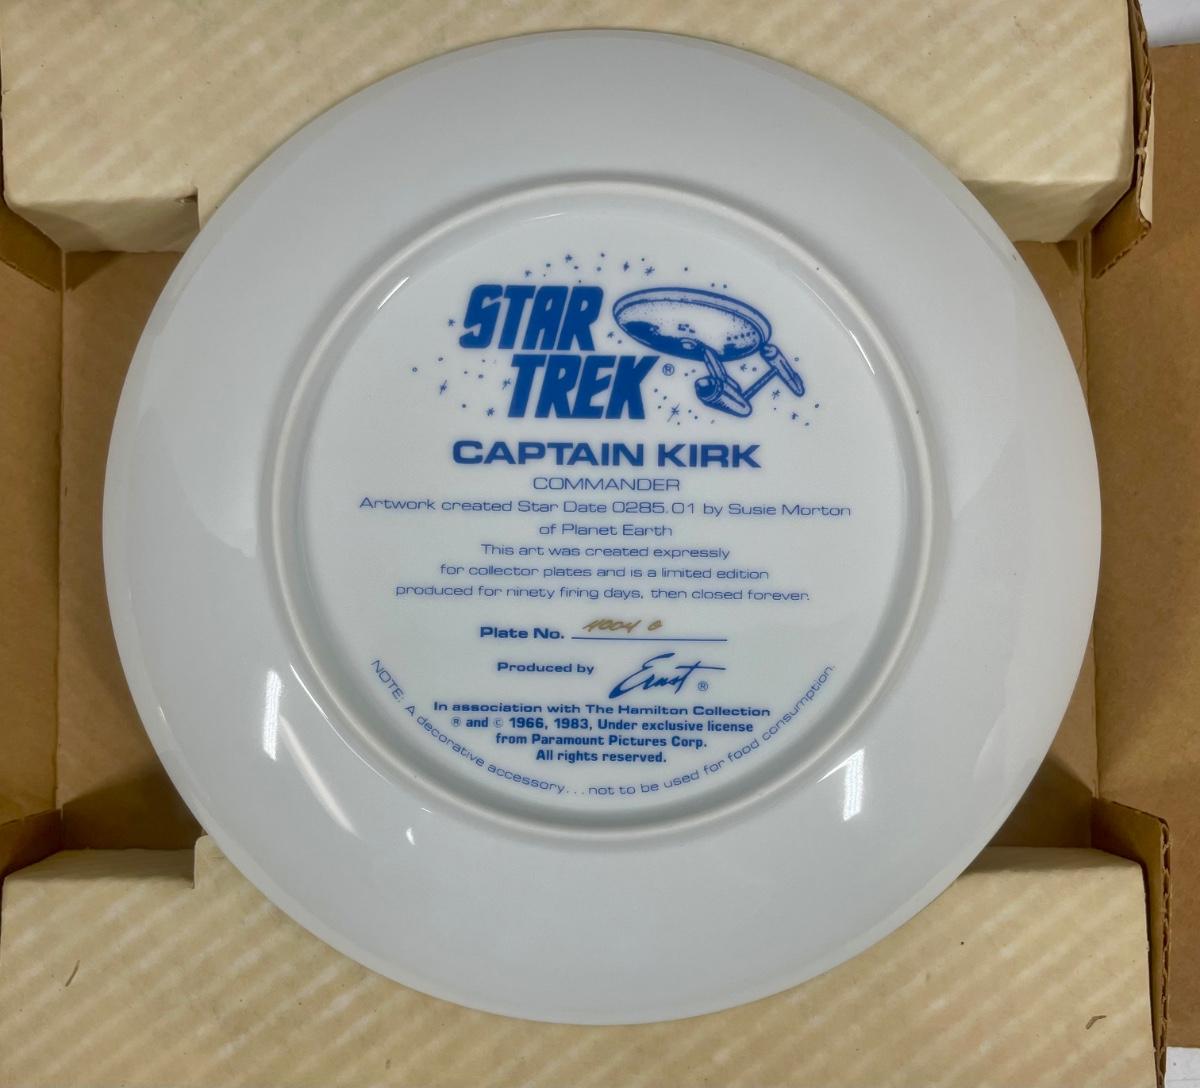 STAR
TREK®
CAPTAIN KIRK
COMMANDER
Artwork created Star Date 0285.01 by Susie Morton
of Planet Earth
This art was created expressly
for collector plates and is a limited edition
produced for ninety firing days, then closed forever.
Plate No.
Produced by Ernst ®
In association with The Hamilton Collection
® and © 1966, 1983, Under exclusive license
from Paramount Pictures Corp.
All rights reserved.
NOTE: A decorative accessory...not to be used for food consumption.